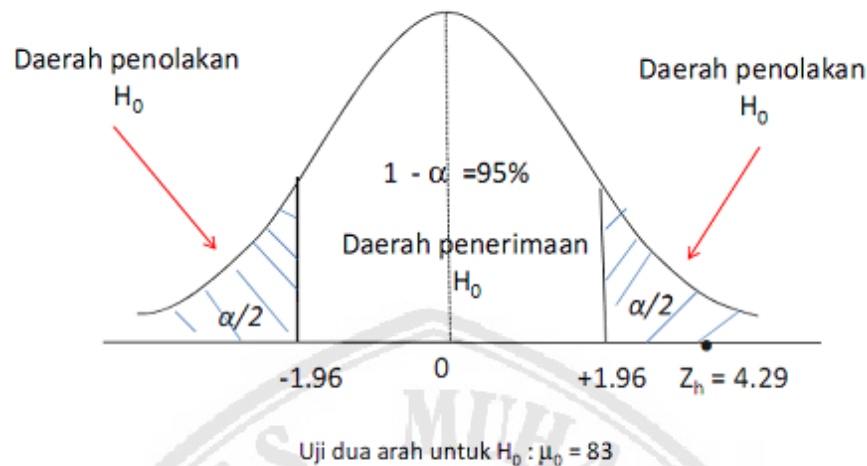 Daerah penolakan
H₀
Daerah penolakan
H₀
1 - α =95%
Daerah penerimaan
H₀
α/2
α/2
-1.96
0
+1.96
Zₕ = 4.29
MUH
Uji dua arah untuk H₀ : μ₀ = 83